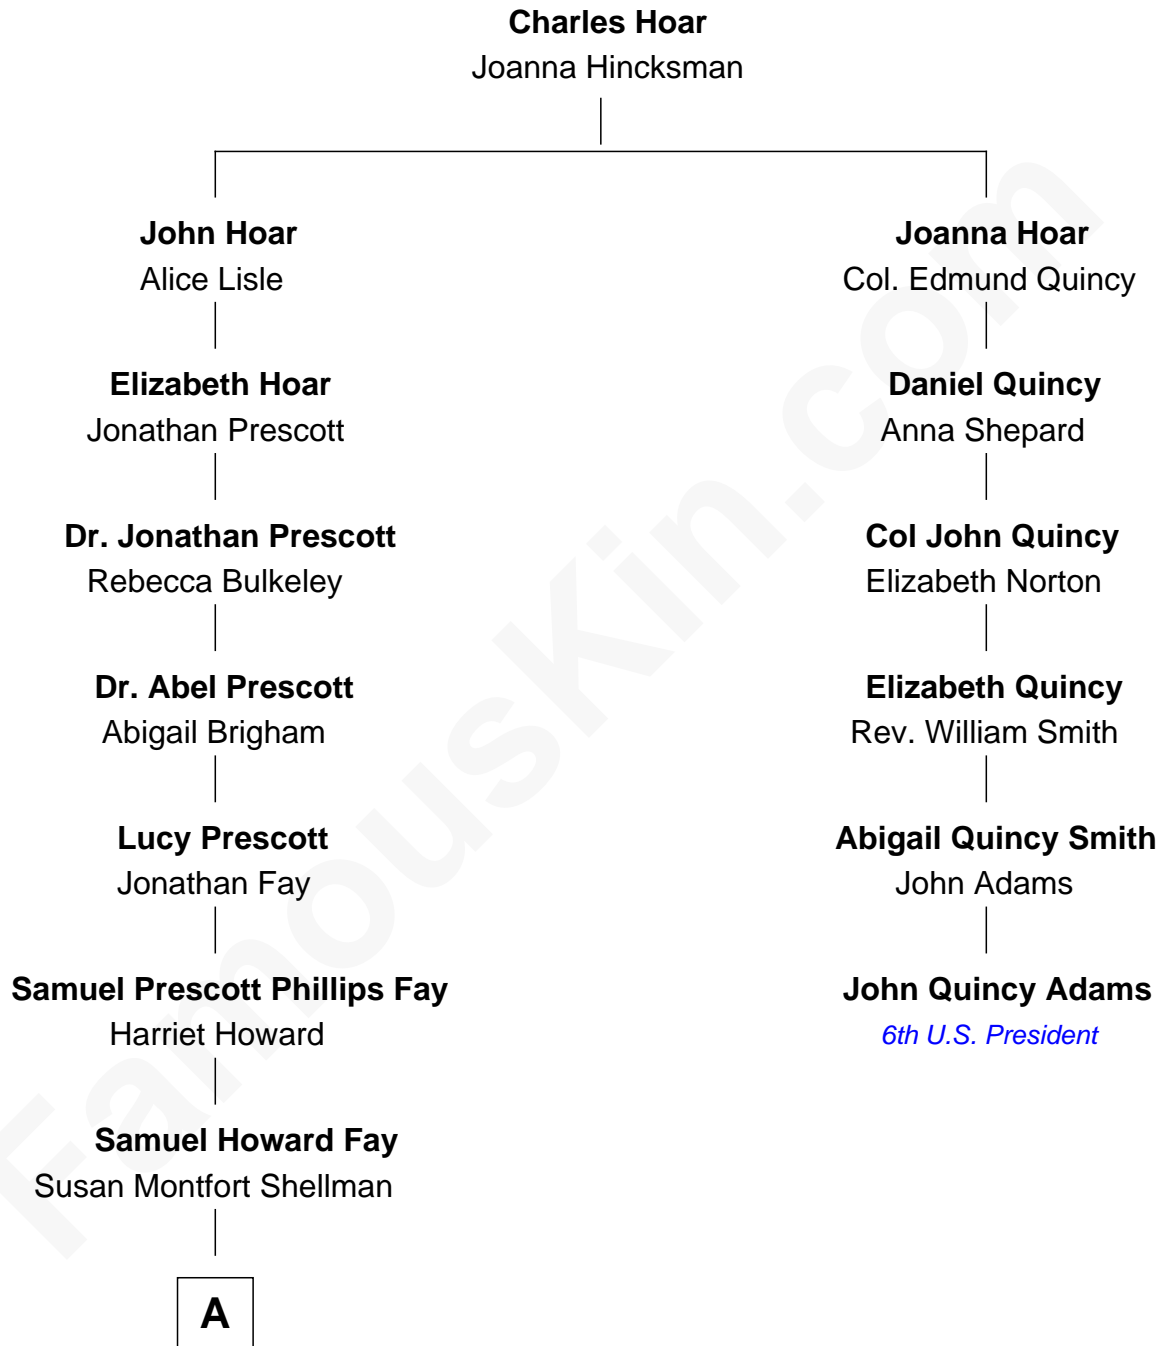 Charles Hoar
Joanna Hincksman
John Hoar
Alice Lisle
Joanna Hoar
Col. Edmund Quincy
Elizabeth Hoar
Jonathan Prescott
Daniel Quincy
Anna Shepard
Dr. Jonathan Prescott
Rebecca Bulkeley
Col John Quincy
Elizabeth Norton
Dr. Abel Prescott
Abigail Brigham
Elizabeth Quincy
Rev. William Smith
Lucy Prescott
Jonathan Fay
Abigail Quincy Smith
John Adams
Samuel Prescott Phillips Fay
Harriet Howard
John Quincy Adams
6th U.S. President
Samuel Howard Fay
Susan Montfort Shellman
A
FamousKin.com